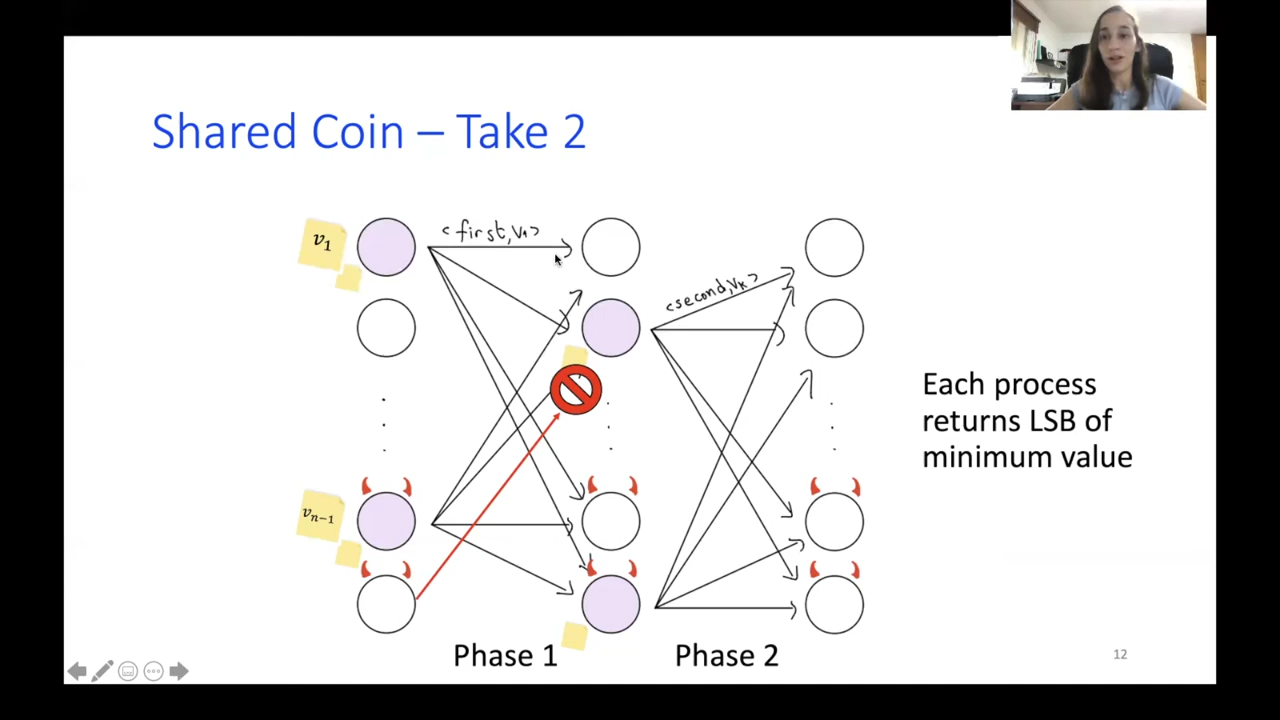 Shared Coin – Take 2
v1
<first, v1>
<second, vk>
Each process
returns LSB of
minimum value
vn−1
Phase 1
Phase 2
12